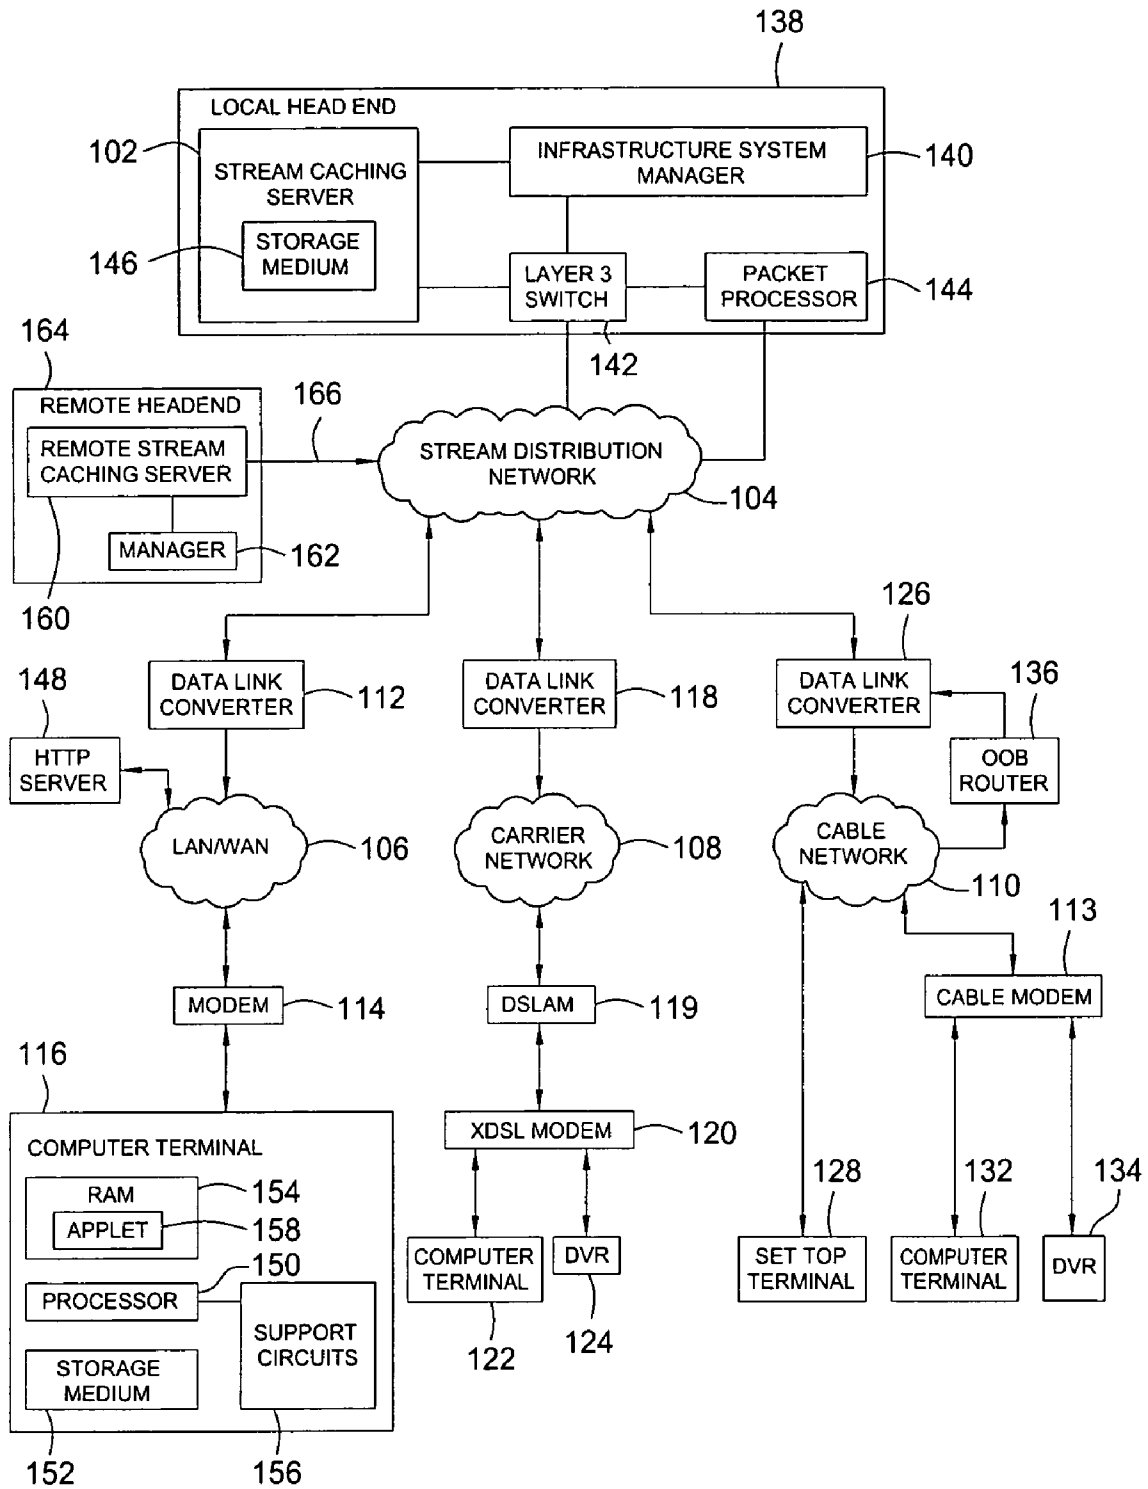 138
LOCAL HEAD END
102
STREAM CACHING
SERVER
INFRASTRUCTURE SYSTEM
MANAGER
140
146
STORAGE
MEDIUM
LAYER 3
SWITCH
PACKET
PROCESSOR
144
142
164
REMOTE HEADEND
166
REMOTE STREAM
CACHING SERVER
STREAM DISTRIBUTION
NETWORK
104
MANAGER
162
160
126
148
DATA LINK
CONVERTER
112
DATA LINK
CONVERTER
118
DATA LINK
CONVERTER
136
HTTP
SERVER
OOB
ROUTER
LAN/WAN
106
CARRIER
NETWORK
108
CABLE
NETWORK
110
113
MODEM
114
DSLAM
119
CABLE MODEM
116
COMPUTER TERMINAL
XDSL MODEM
120
RAM
154
APPLET
158
128
132
134
150
PROCESSOR
COMPUTER
TERMINAL
DVR
SET TOP
TERMINAL
COMPUTER
TERMINAL
DVR
SUPPORT
CIRCUITS
122
124
STORAGE
MEDIUM
152
156